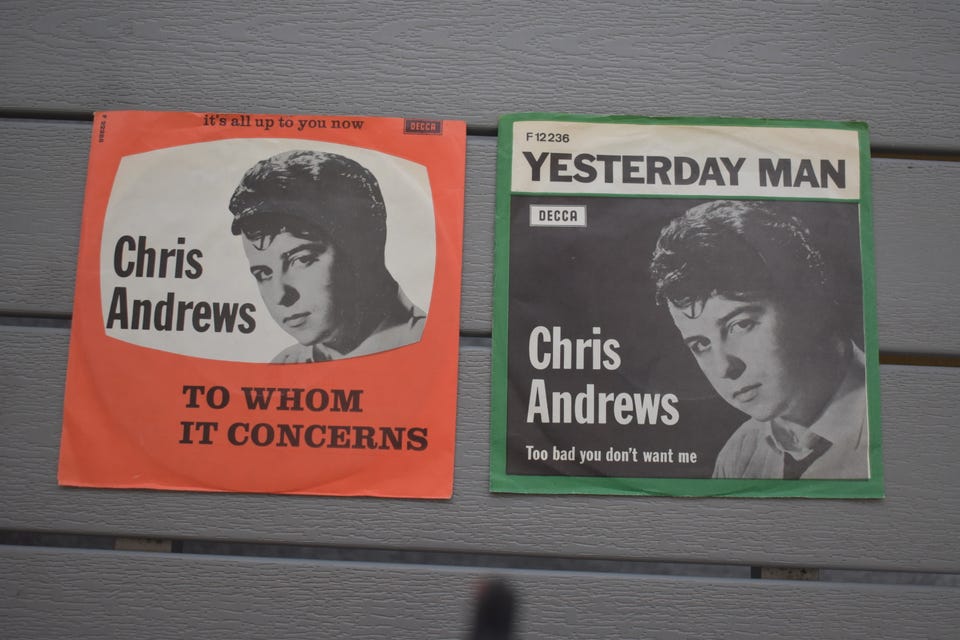 it's all up to you now
DECCA
Chris
Andrews
TO WHOM
IT CONCERNS
F 12236
YESTERDAY MAN
DECCA
Chris
Andrews
Too bad you don't want me